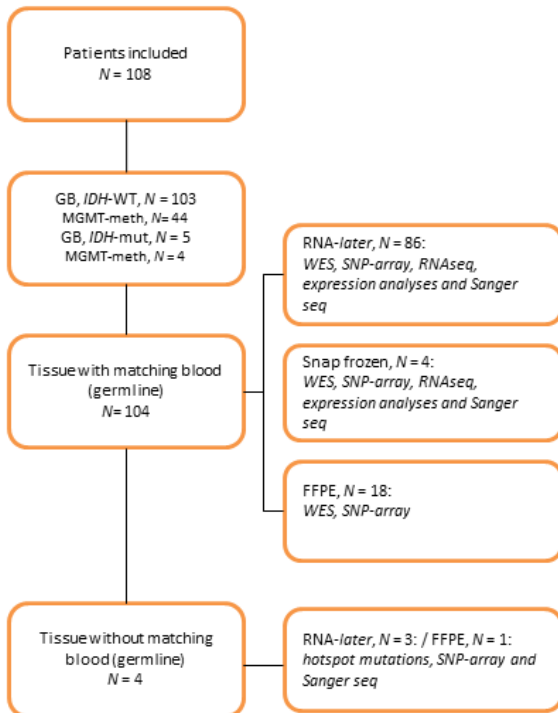 Patients included
N = 108
GB, IDH-WT, N = 103
MGMT-meth, N= 44
GB, IDH-mut, N = 5
MGMT-meth, N = 4
Tissue with matching blood
(germline)
N= 104
RNA-later, N = 86:
WES, SNP-array, RNAseq,
expression analyses and Sanger
seq
Snap frozen, N = 4:
WES, SNP-array, RNAseq,
expression analyses and Sanger
seq
FFPE, N = 18:
WES, SNP-array
Tissue without matching
blood (germline)
N = 4
RNA-later, N = 3: / FFPE, N = 1:
hotspot mutations, SNP-array and
Sanger seq